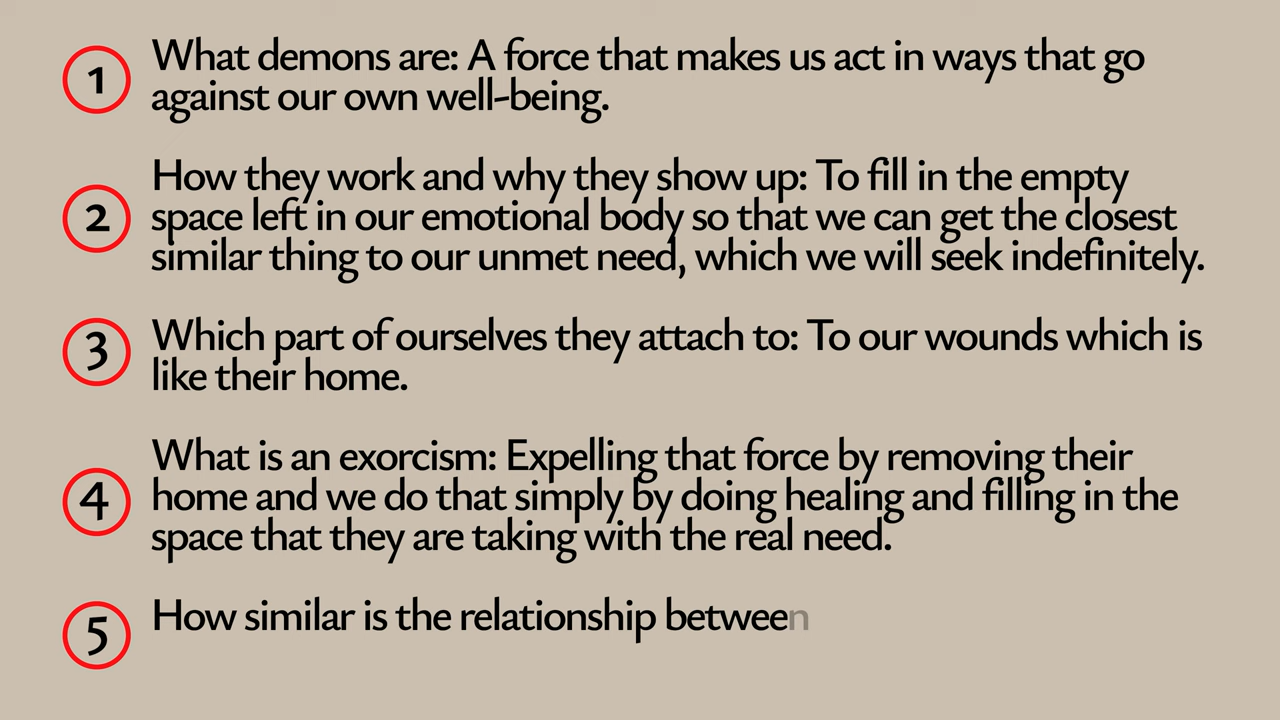 1 What demons are: A force that makes us act in ways that go
against our own well-being.
2 How they work and why they show up: To fill in the empty
space left in our emotional body so that we can get the closest
similar thing to our unmet need, which we will seek indefinitely.
3 Which part of ourselves they attach to: To our wounds which is
like their home.
4 What is an exorcism: Expelling that force by removing their
home and we do that simply by doing healing and filling in the
space that they are taking with the real need.
5 How similar is the relationship between